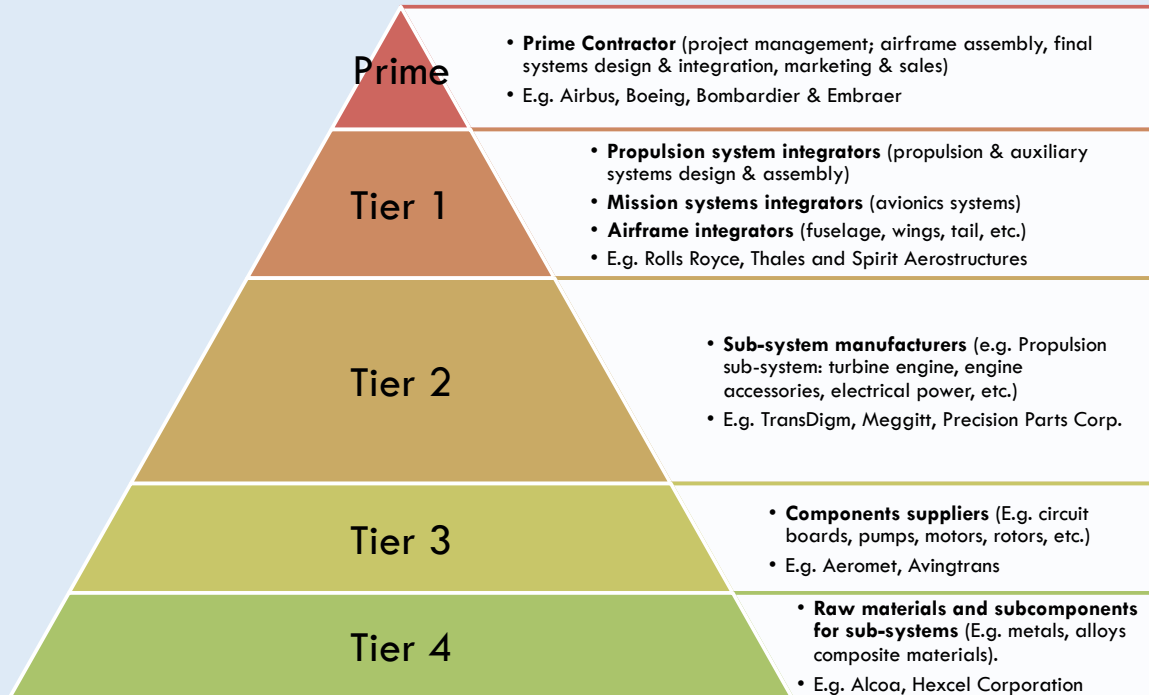 Prime
• Prime Contractor (project management; airframe assembly, final
systems design & integration, marketing & sales)
• E.g. Airbus, Boeing, Bombardier & Embraer
Tier 1
• Propulsion system integrators (propulsion & auxiliary
systems design & assembly)
• Mission systems integrators (avionics systems)
• Airframe integrators (fuselage, wings, tail, etc.)
• E.g. Rolls Royce, Thales and Spirit Aerostructures
Tier 2
• Sub-system manufacturers (e.g. Propulsion
sub-system: turbine engine, engine
accessories, electrical power, etc.)
• E.g. TransDigm, Meggitt, Precision Parts Corp.
Tier 3
• Components suppliers (E.g. circuit
boards, pumps, motors, rotors, etc.)
• E.g. Aeromet, Avingtrans
Tier 4
• Raw materials and subcomponents
for sub-systems (E.g. metals, alloys
composite materials).
• E.g. Alcoa, Hexcel Corporation